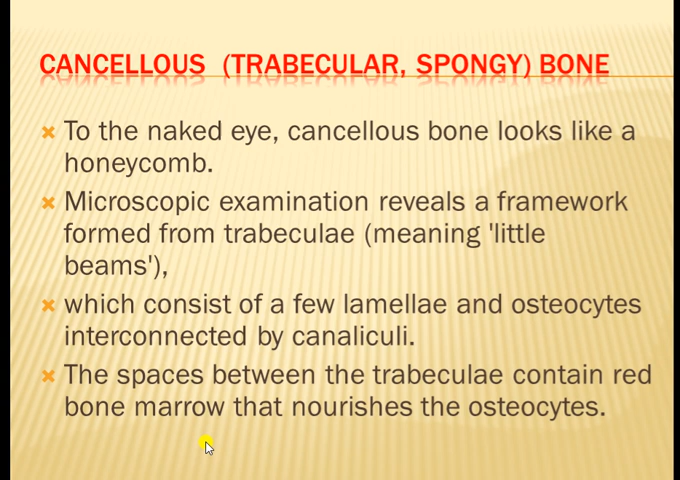 CANCELLOUS (TRABECULAR, SPONGY) BONE
To the naked eye, cancellous bone looks like a
honeycomb.
Microscopic examination reveals a framework
formed from trabeculae (meaning 'little
beams'),
which consist of a few lamellae and osteocytes
interconnected by canaliculi.
The spaces between the trabeculae contain red
bone marrow that nourishes the osteocytes.